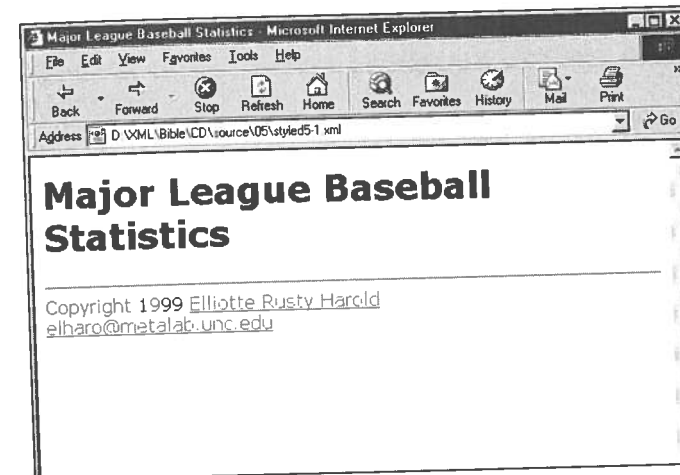 Major League Baseball Statistics - Microsoft Internet Explorer
File Edit View Favorites Tools Help
Back Forward Stop Refresh Home Search Favorites History Mail Print
Address D:\XML\Bible\CD\source\05\styled5-1.xml Go
Major League Baseball
Statistics
Copyright 1999 Elliotte Rusty Harold
elharo@metalab.unc.edu